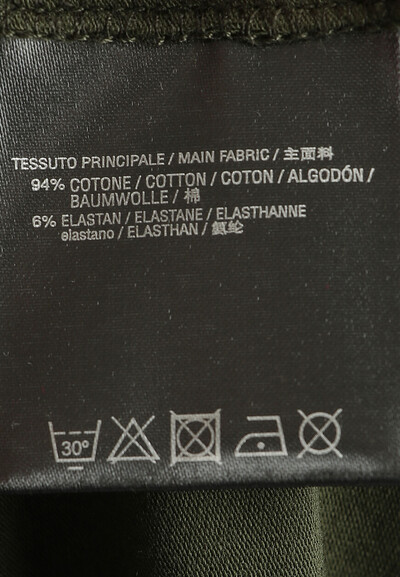 TESSUTO PRINCIPALE / MAIN FABRIC / 主面料
94% COTONE / COTTON / COTON / ALGODÓN /
BAUMWOLLE / 棉
6% ELASTAN / ELASTANE / ELASTHANNE
elastano / ELASTHAN / 氨纶
30°